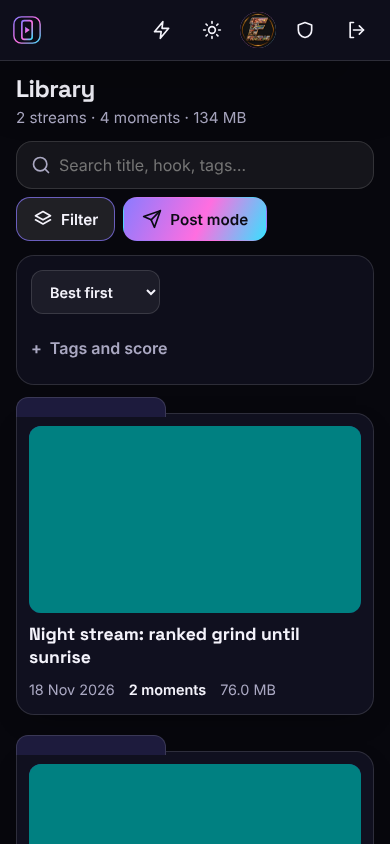 Library
2 streams · 4 moments · 134 MB
Search title, hook, tags...
Filter
Post mode
Best first
+ Tags and score
Night stream: ranked grind until
sunrise
18 Nov 2026 2 moments 76.0 MB